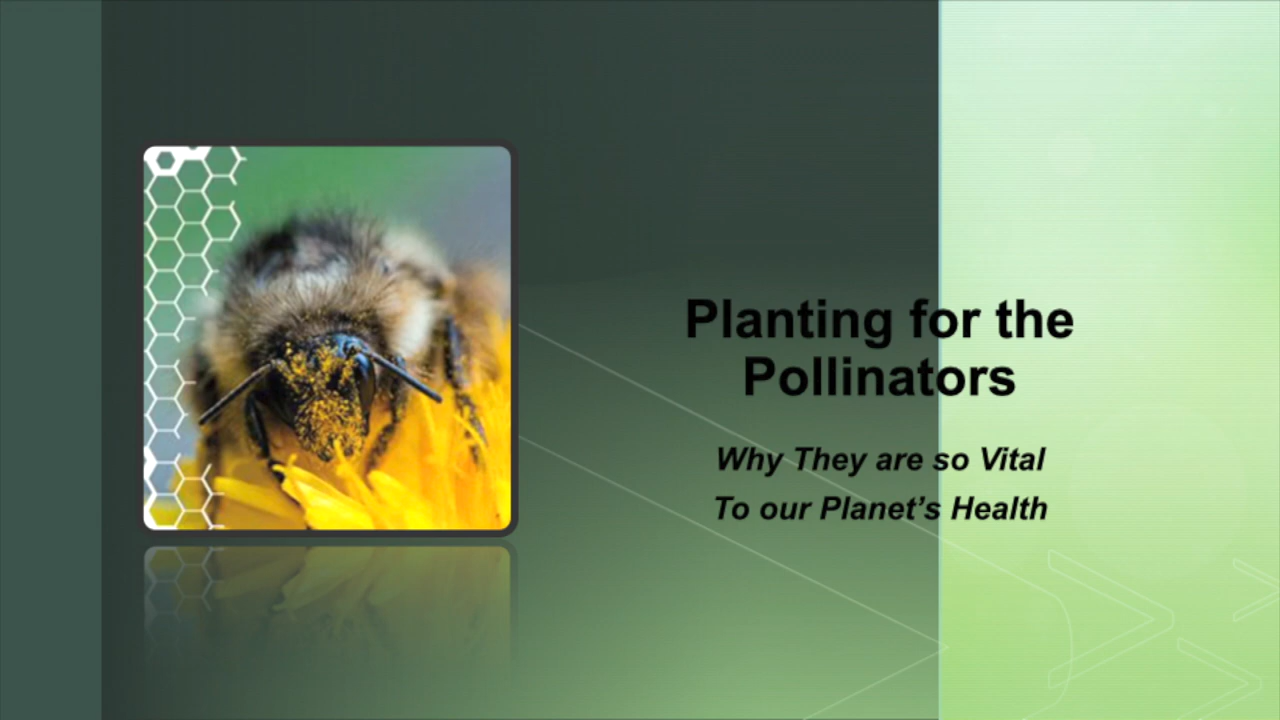 Planting for the
Pollinators
Why They are so Vital
To our Planet’s Health